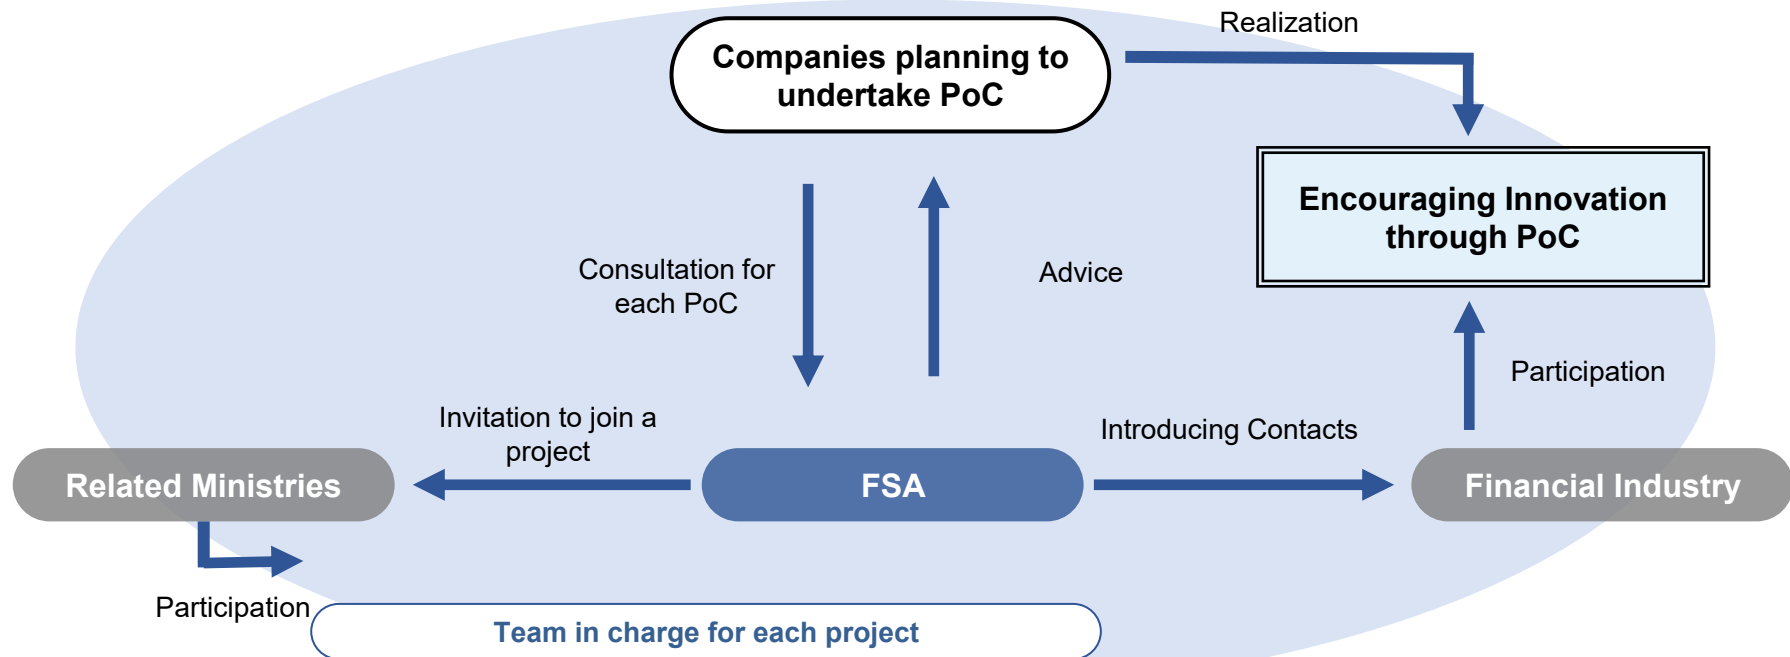 Realization
Companies planning to
undertake PoC
Encouraging Innovation
through PoC
Consultation for
each PoC
Advice
Participation
Invitation to join a
project
Introducing Contacts
Related Ministries
FSA
Financial Industry
Participation
Team in charge for each project